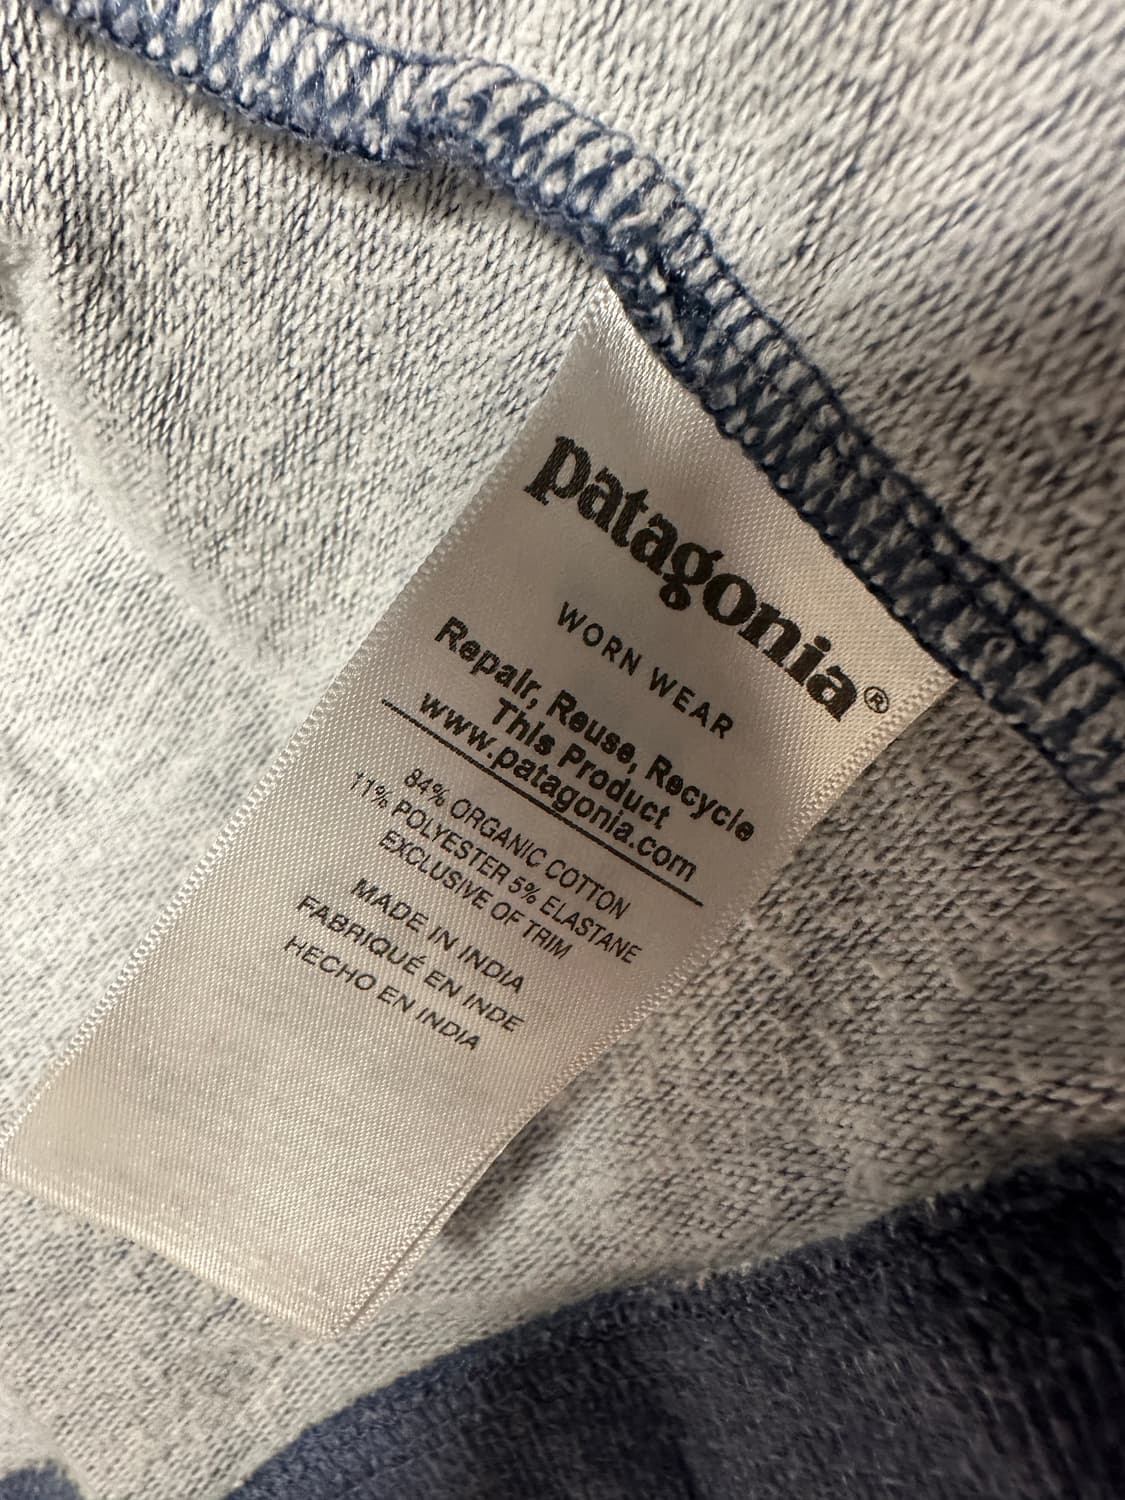 patagonia®
WORN WEAR
Repair, Reuse, Recycle
This Product
www.patagonia.com
84% ORGANIC COTTON
11% POLYESTER 5% ELASTANE
EXCLUSIVE OF TRIM
MADE IN INDIA
FABRIQUÉ EN INDE
HECHO EN INDIA